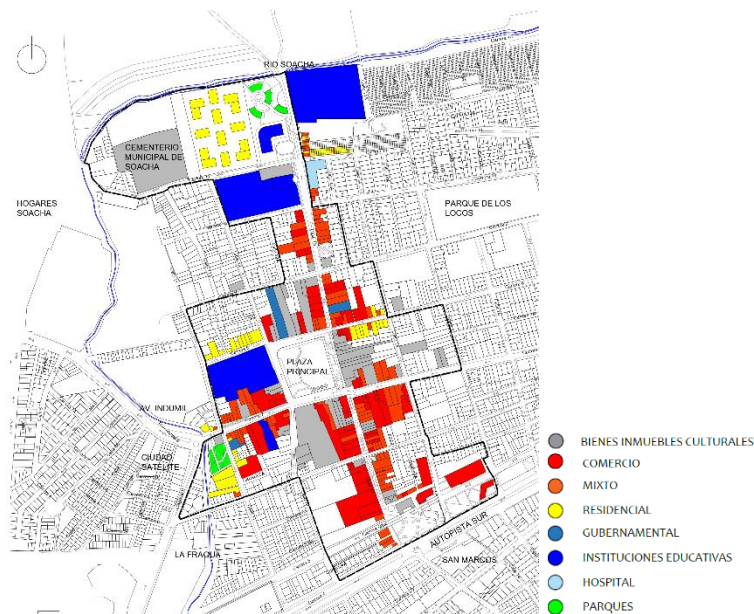 RIO SOACHA
CEMENTERIO
MUNICIPAL DE
SOACHA
HOGARES
SOACHA
PARQUE DE LOS
LOCOS
PLAZA
PRINCIPAL
AV. INDUMIL
CIUDAD
SATÉLITE
LA FRAGUA
AUTOPISTA SUR
SAN MARCOS
BIENES INMUEBLES CULTURALES
COMERCIO
MIXTO
RESIDENCIAL
GUBERNAMENTAL
INSTITUCIONES EDUCATIVAS
HOSPITAL
PARQUES